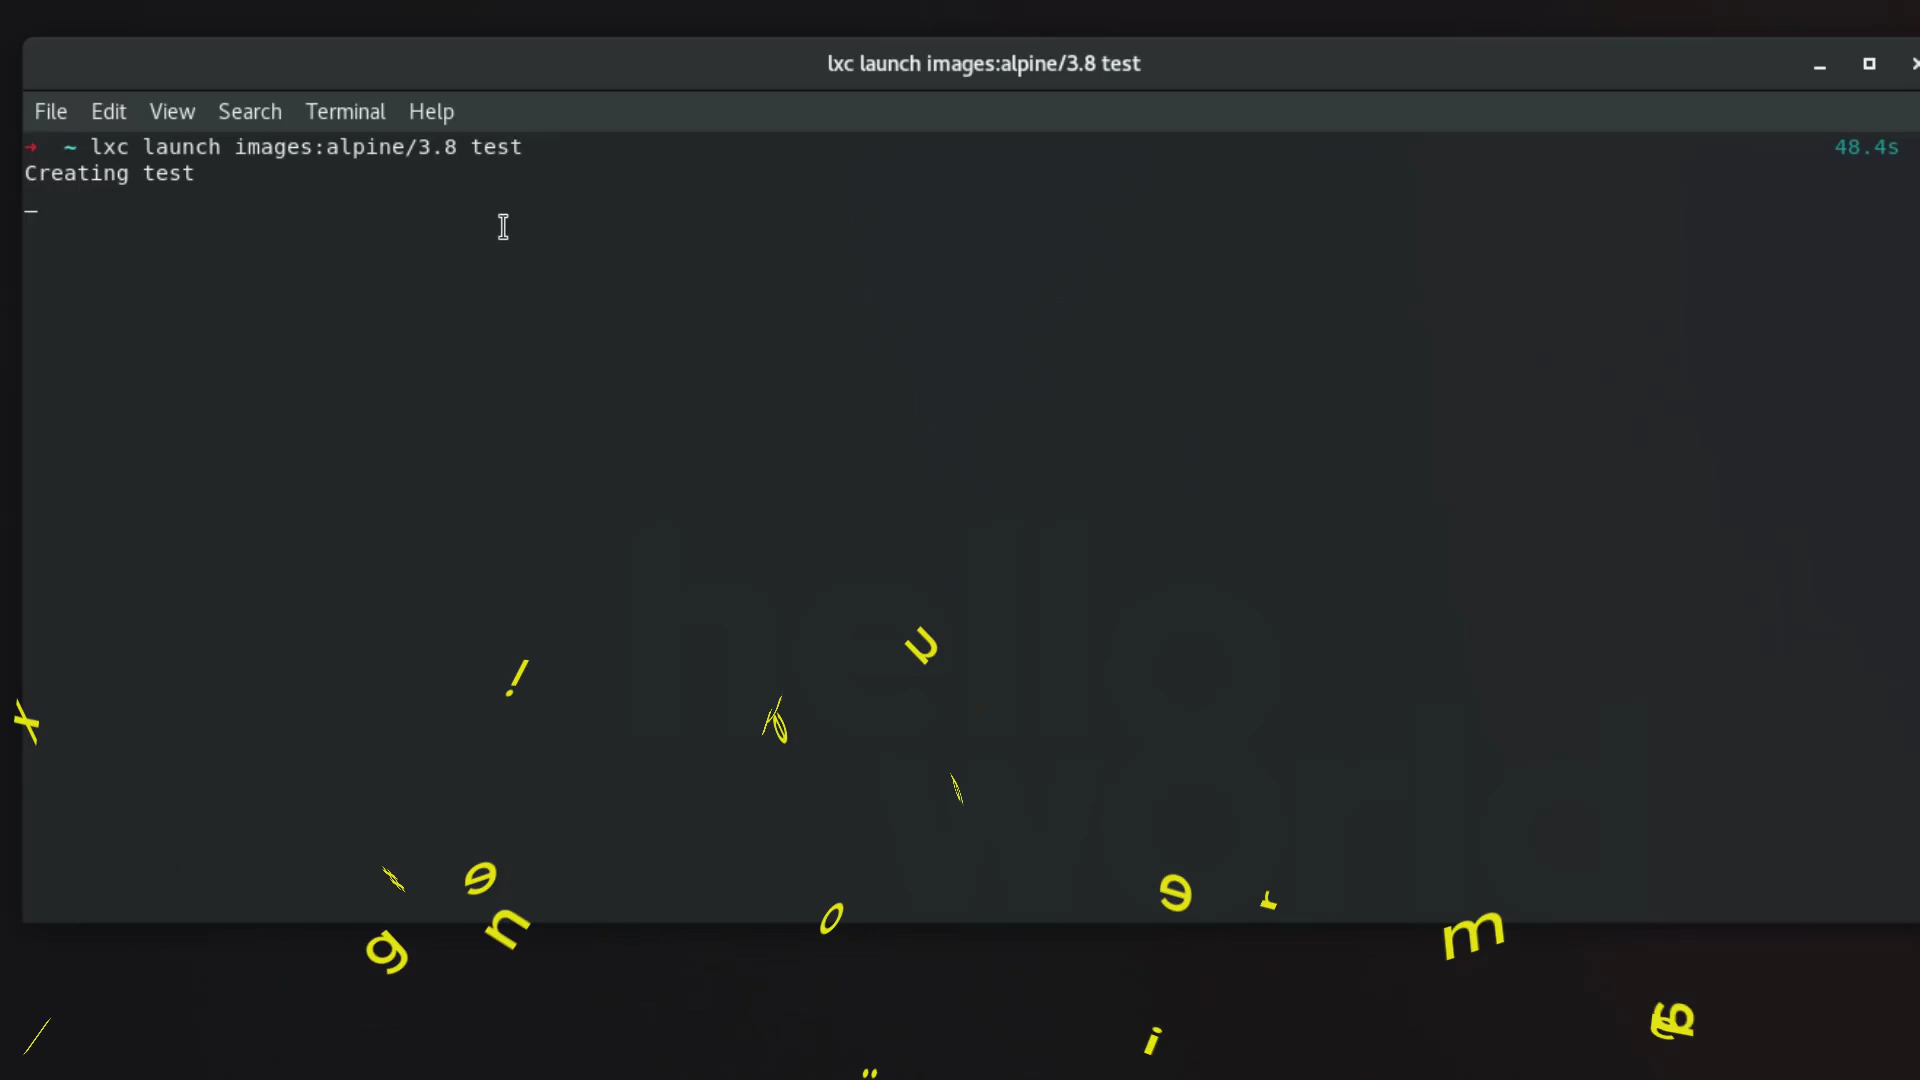 lxc launch images:alpine/3.8 test
File Edit View Search Terminal Help
➜ ~ lxc launch images:alpine/3.8 test 48.4s
Creating test
_
hello
world